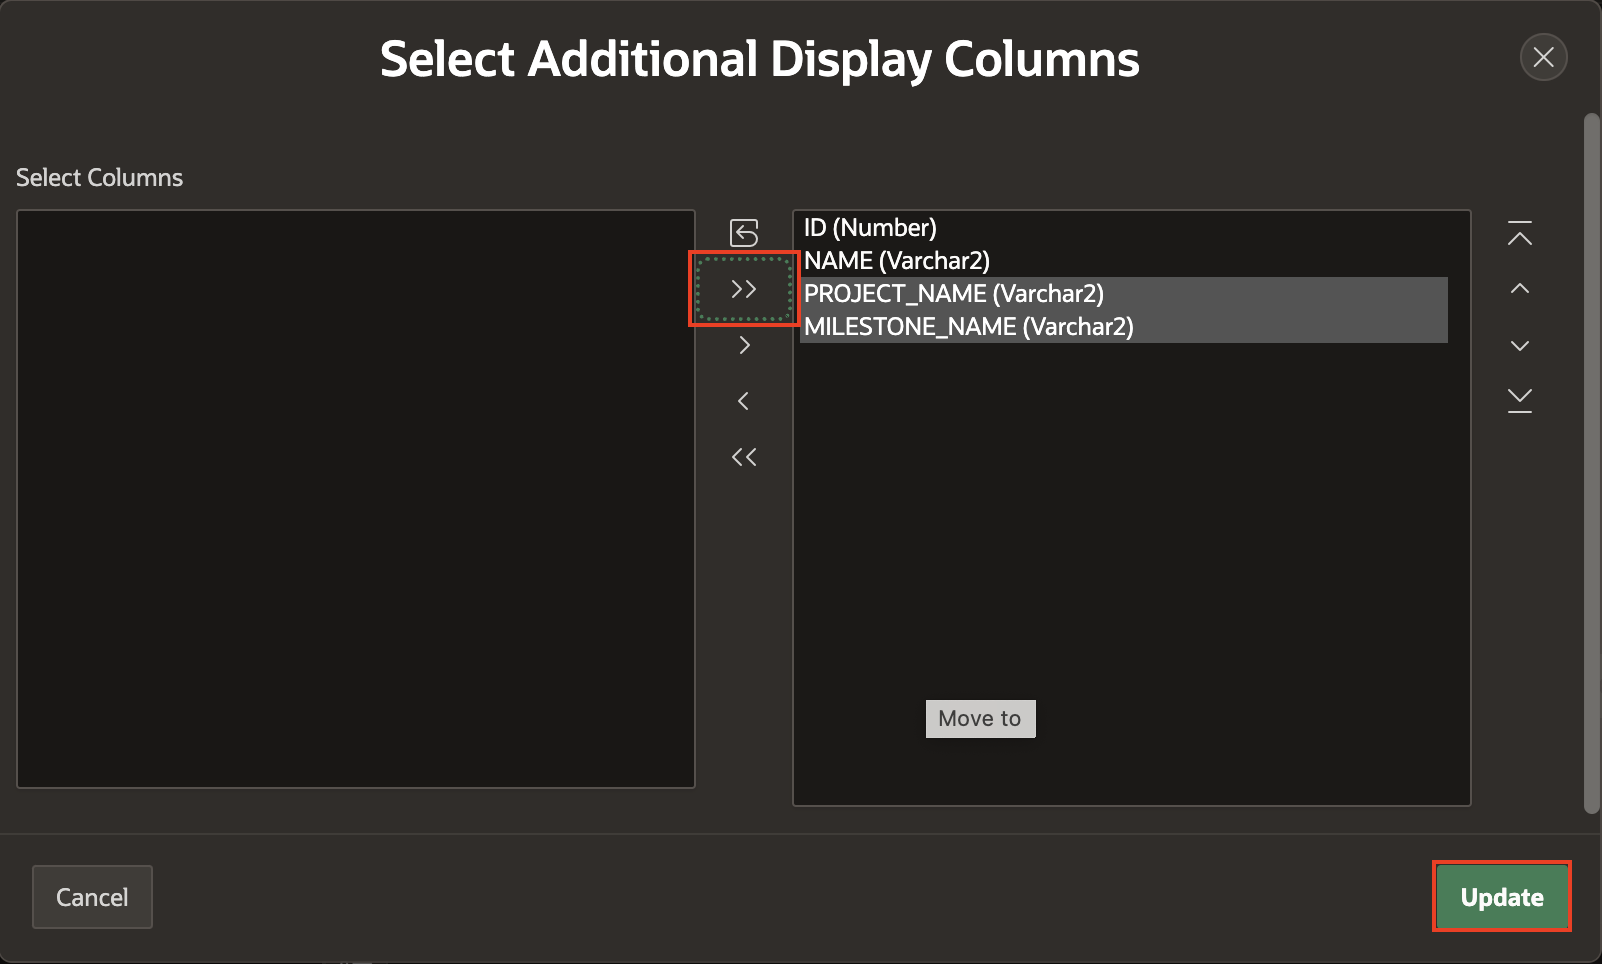 Select Additional Display Columns
Select Columns
ID (Number)
NAME (Varchar2)
PROJECT_NAME (Varchar2)
MILESTONE_NAME (Varchar2)
Move to
Cancel
Update